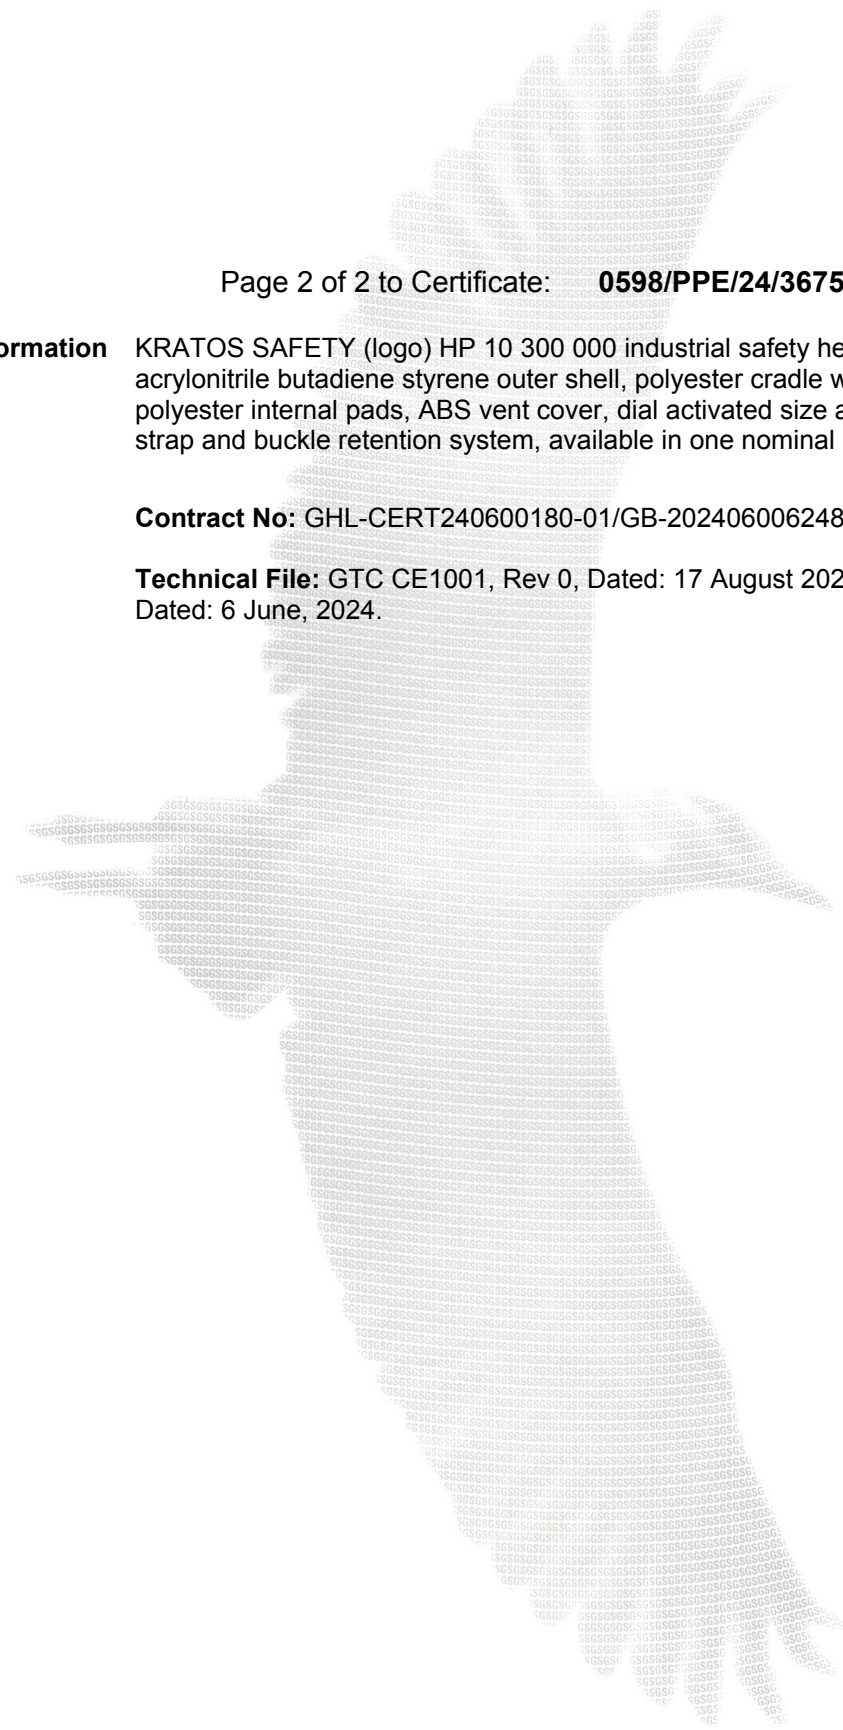 Page 2 of 2 to Certificate: 0598/PPE/24/3675
ormation KRATOS SAFETY (logo) HP 10 300 000 industrial safety he
acrylonitrile butadiene styrene outer shell, polyester cradle w
polyester internal pads, ABS vent cover, dial activated size a
strap and buckle retention system, available in one nominal
Contract No: GHL-CERT240600180-01/GB-202406006248
Technical File: GTC CE1001, Rev 0, Dated: 17 August 202
Dated: 6 June, 2024.